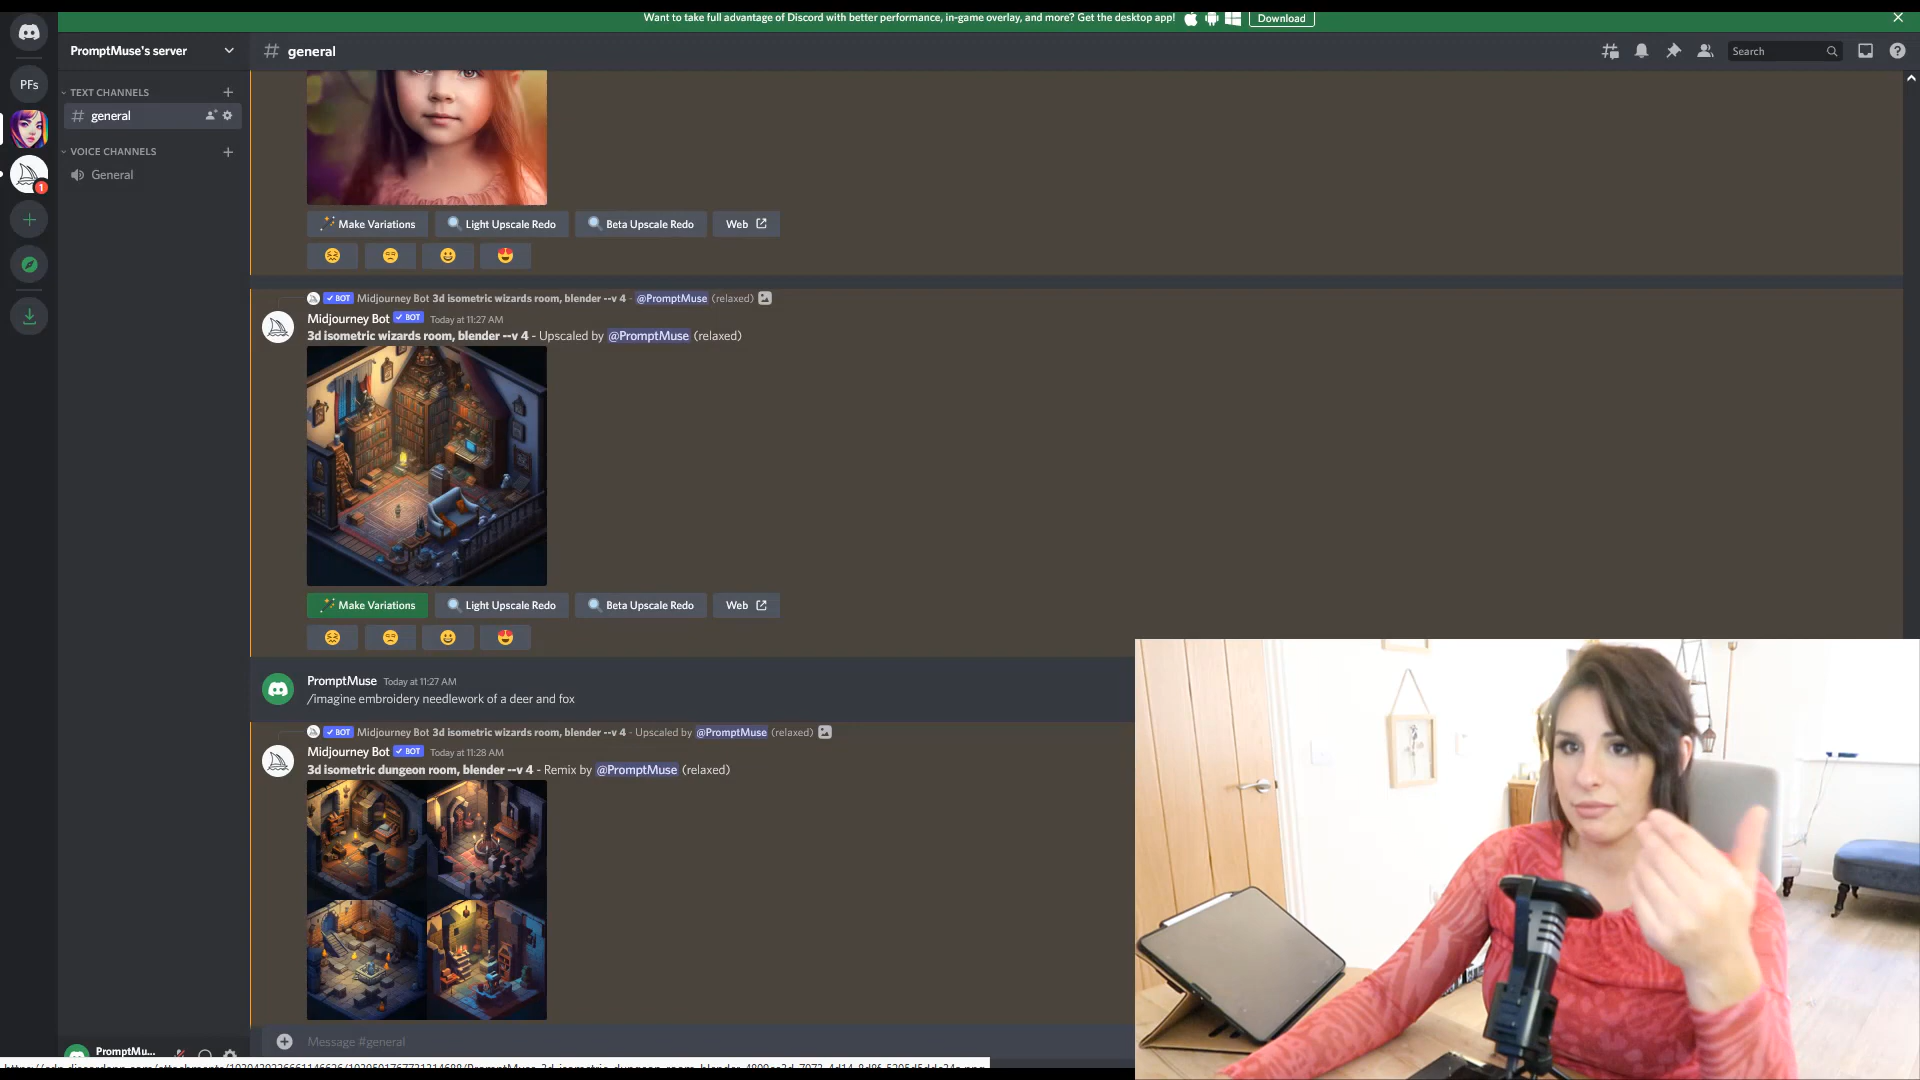 Want to take full advantage of Discord with better performance, in-game overlay, and more? Get the desktop app!
Download
PromptMuse's server
general
Search
PFs
TEXT CHANNELS
general
VOICE CHANNELS
General
1
Make Variations
Light Upscale Redo
Beta Upscale Redo
Web
BOT Midjourney Bot 3d isometric wizards room, blender --v 4 - @PromptMuse (relaxed)
Midjourney Bot BOT Today at 11:27 AM
3d isometric wizards room, blender --v 4 - Upscaled by @PromptMuse (relaxed)
Make Variations
Light Upscale Redo
Beta Upscale Redo
Web
PromptMuse Today at 11:27 AM
/imagine embroidery needlework of a deer and fox
BOT Midjourney Bot 3d isometric wizards room, blender --v 4 - Upscaled by @PromptMuse (relaxed)
Midjourney Bot BOT Today at 11:28 AM
3d isometric dungeon room, blender --v 4 - Remix by @PromptMuse (relaxed)
Message #general
PromptMu...